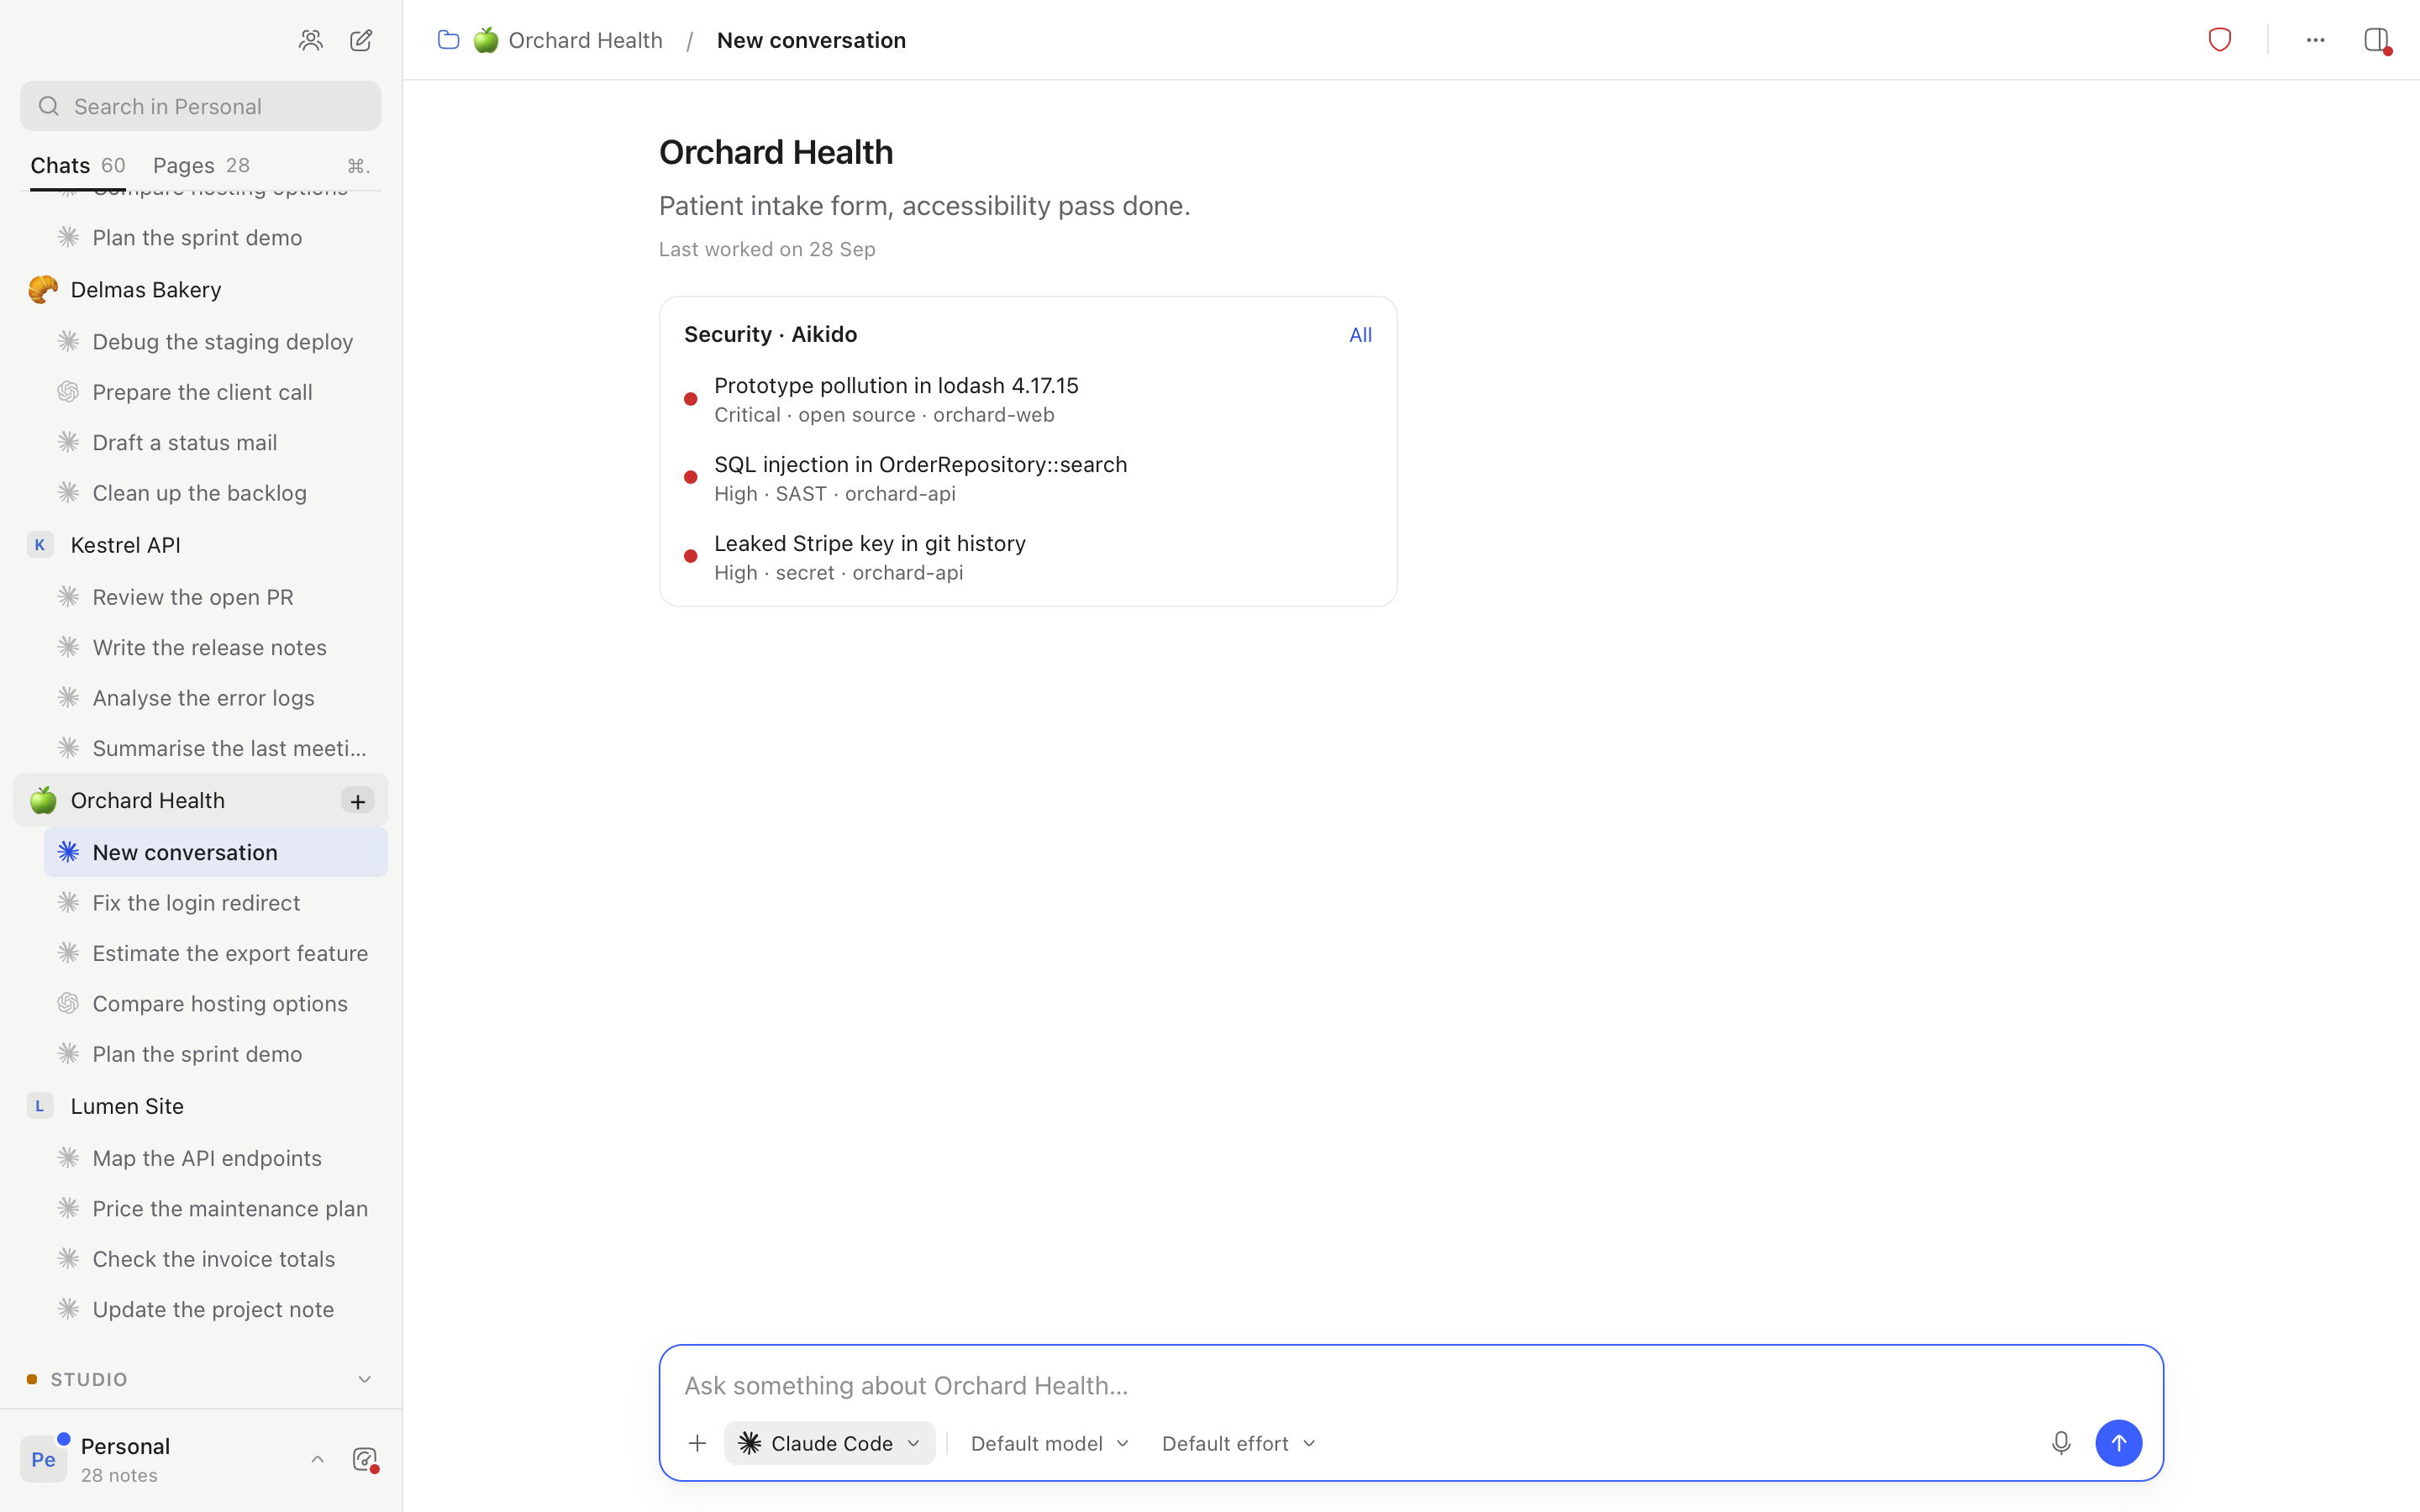 Search in Personal
Chats 60 Pages 28 ⌘.
Compare hosting options
Plan the sprint demo
Delmas Bakery
Debug the staging deploy
Prepare the client call
Draft a status mail
Clean up the backlog
K Kestrel API
Review the open PR
Write the release notes
Analyse the error logs
Summarise the last meeti...
Orchard Health
New conversation
Fix the login redirect
Estimate the export feature
Compare hosting options
Plan the sprint demo
L Lumen Site
Map the API endpoints
Price the maintenance plan
Check the invoice totals
Update the project note
STUDIO
Pe Personal
28 notes
Orchard Health / New conversation
Orchard Health
Patient intake form, accessibility pass done.
Last worked on 28 Sep
Security · Aikido All
Prototype pollution in lodash 4.17.15
Critical · open source · orchard-web
SQL injection in OrderRepository::search
High · SAST · orchard-api
Leaked Stripe key in git history
High · secret · orchard-api
Ask something about Orchard Health...
Claude Code Default model Default effort